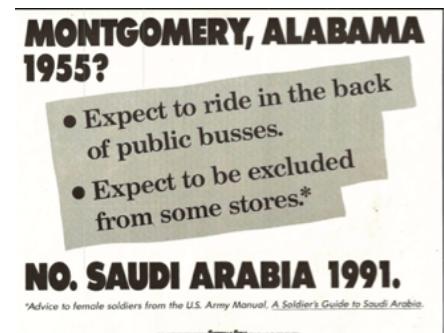 MONTGOMERY, ALABAMA
1955?
• Expect to ride in the back
of public busses.
• Expect to be excluded
from some stores.*
NO. SAUDI ARABIA 1991.
*Advice to female soldiers from the U.S. Army Manual, A Soldier's Guide to Saudi Arabia.